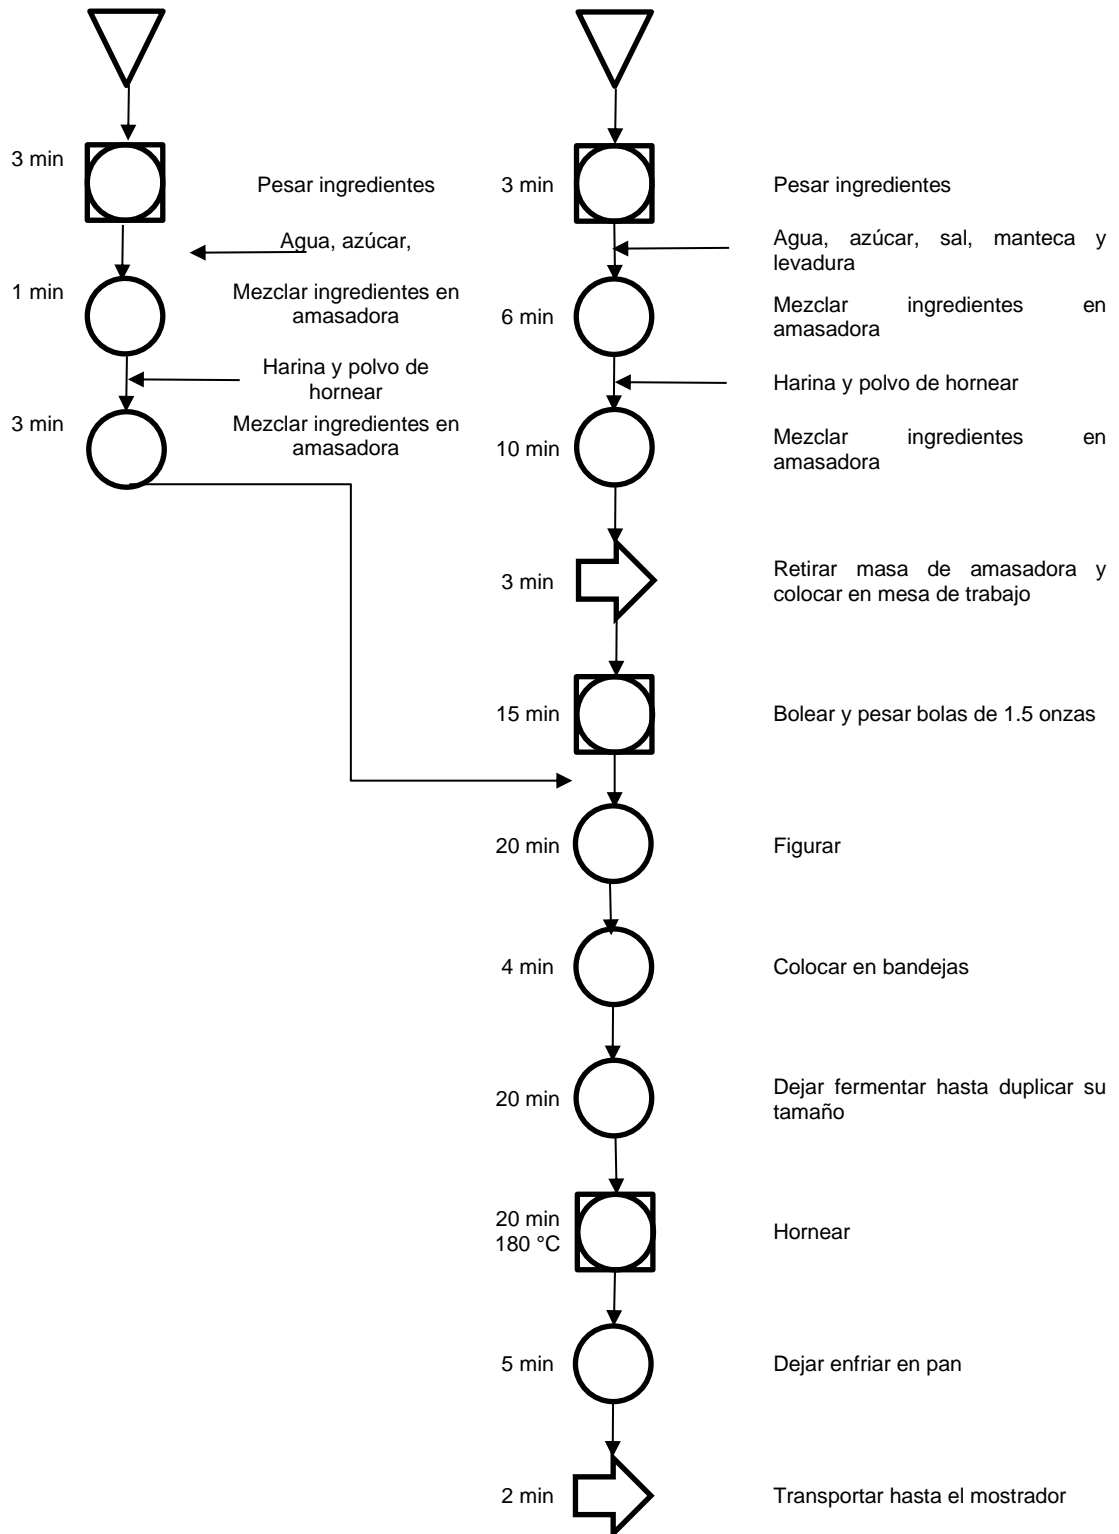 3 min
Pesar ingredientes
Agua, azúcar,
1 min
Mezclar ingredientes en
amasadora
Harina y polvo de
hornear
3 min
Mezclar ingredientes en
amasadora
3 min
Pesar ingredientes
Agua, azúcar, sal, manteca y
levadura
6 min
Mezclar ingredientes en
amasadora
Harina y polvo de hornear
10 min
Mezclar ingredientes en
amasadora
3 min
Retirar masa de amasadora y
colocar en mesa de trabajo
15 min
Bolear y pesar bolas de 1.5 onzas
20 min
Figurar
4 min
Colocar en bandejas
20 min
Dejar fermentar hasta duplicar su
tamaño
20 min
180 °C
Hornear
5 min
Dejar enfriar en pan
2 min
Transportar hasta el mostrador